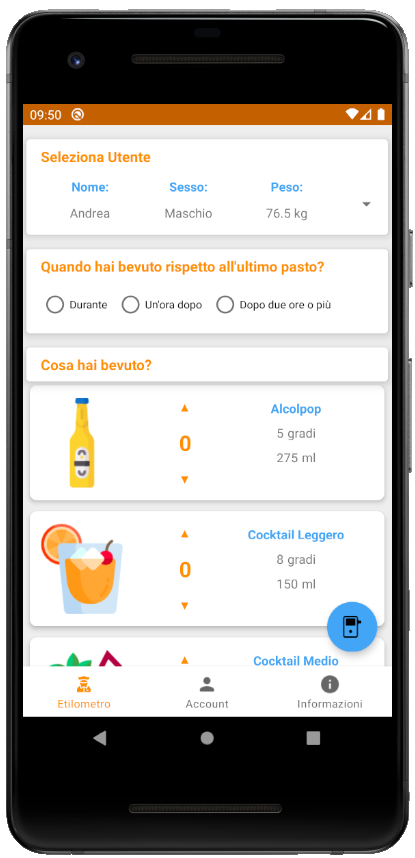 09:50
Seleziona Utente
Nome: Sesso: Peso:
Andrea Maschio 76.5 kg
Quando hai bevuto rispetto all'ultimo pasto?
Durante Un'ora dopo Dopo due ore o più
Cosa hai bevuto?
Alcolpop
0
5 gradi
275 ml
Cocktail Leggero
0
8 gradi
150 ml
Cocktail Medio
Etilometro Account Informazioni